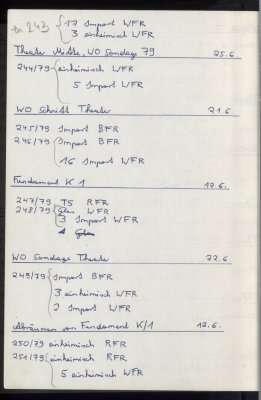 zu 243 { 17 Import WFR
3 einheimisch WFR
Theater Mitte, WO Sondage 79 25.6.
244/79 { einheimisch WFR
5 Import WFR
WO Schnitt Theater 21.6.
245/79 Import BFR
246/79 { Import BFR
16 Import WFR
Fundament K1 12.6.
247/79 TS RFR
248/79 { Glas WFR
3 Import WFR
WO Sondage Theater 22.6.
249/79 { Import BFR
3 einheimisch WFR
2 Import WFR
von Fundament K/1 12.6.
250/79 einheimisch RFR
251/79 { einheimisch RFR
5 einheimisch WFR